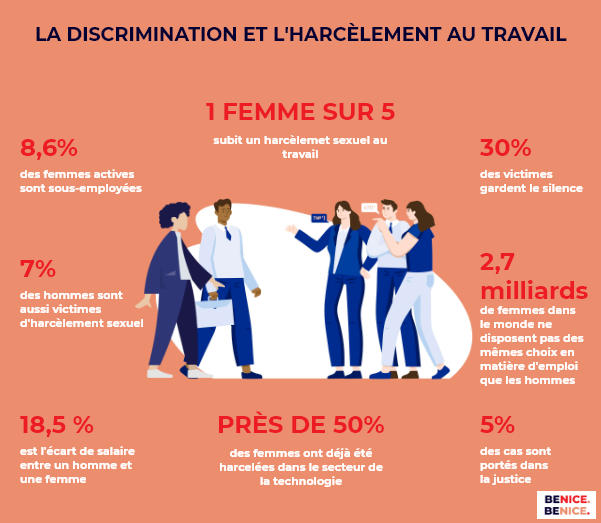 LA DISCRIMINATION ET L'HARCÈLEMENT AU TRAVAIL
1 FEMME SUR 5
subit un harcèlemet sexuel au
travail
8,6%
des femmes actives
sont sous-employées
30%
des victimes
gardent le silence
7%
des hommes sont
aussi victimes
d'harcèlement sexuel
2,7
milliards
de femmes dans
le monde ne
disposent pas des
mêmes choix en
matière d'emploi
que les hommes
18,5 %
est l'écart de salaire
entre un homme et
une femme
PRÈS DE 50%
des femmes ont déjà été
harcelées dans le secteur de
la technologie
5%
des cas sont
portés dans
la justice
BENICE.
BENICE.